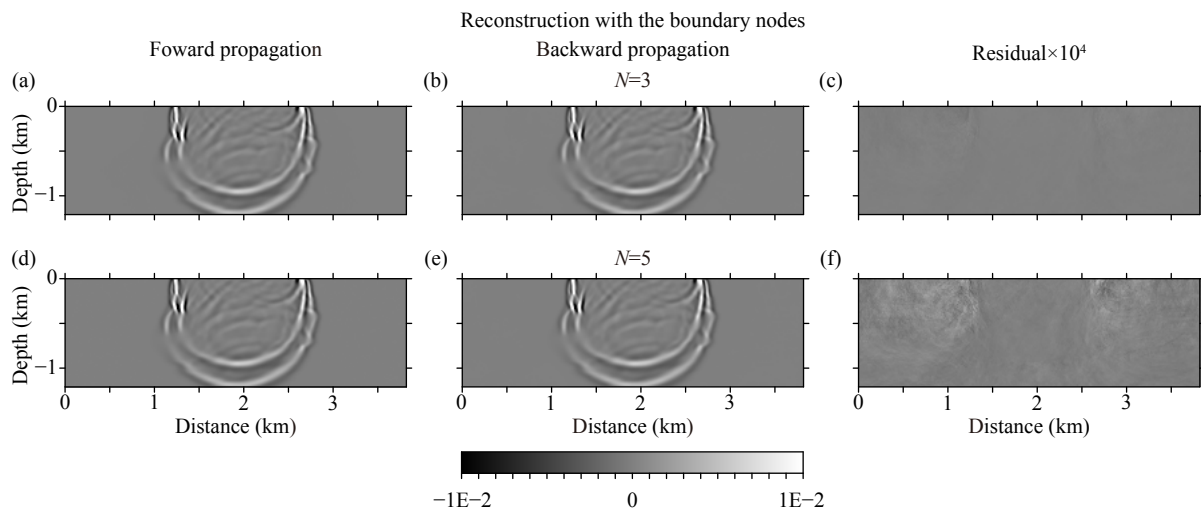 Reconstruction with the boundary nodes
Foward propagation
Backward propagation
Residual×10⁴
(a)
(b)
N=3
(c)
0
−1
Depth (km)
(d)
(e)
N=5
(f)
0
−1
Depth (km)
0 1 2 3
0 1 2 3
0 1 2 3
Distance (km)
Distance (km)
Distance (km)
−1E−2 0 1E−2